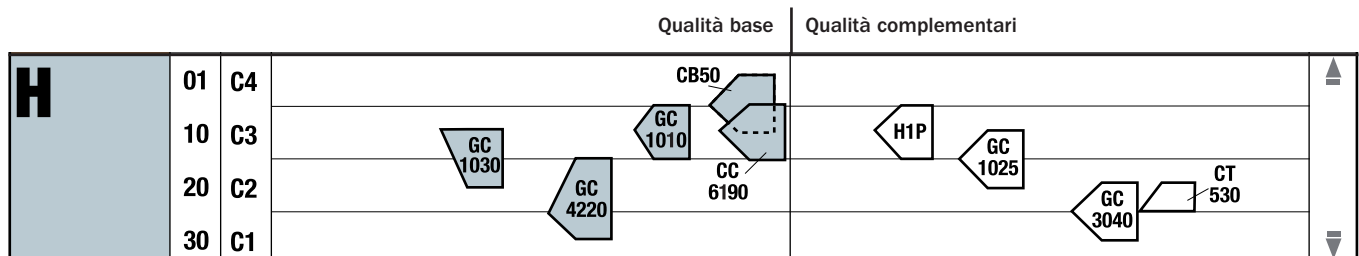 Qualità base Qualità complementari
H
01 C4
CB50
10 C3
GC
1030
GC
1010
H1P
GC
1025
CC
6190
20 C2
GC
4220
GC
3040
CT
530
30 C1